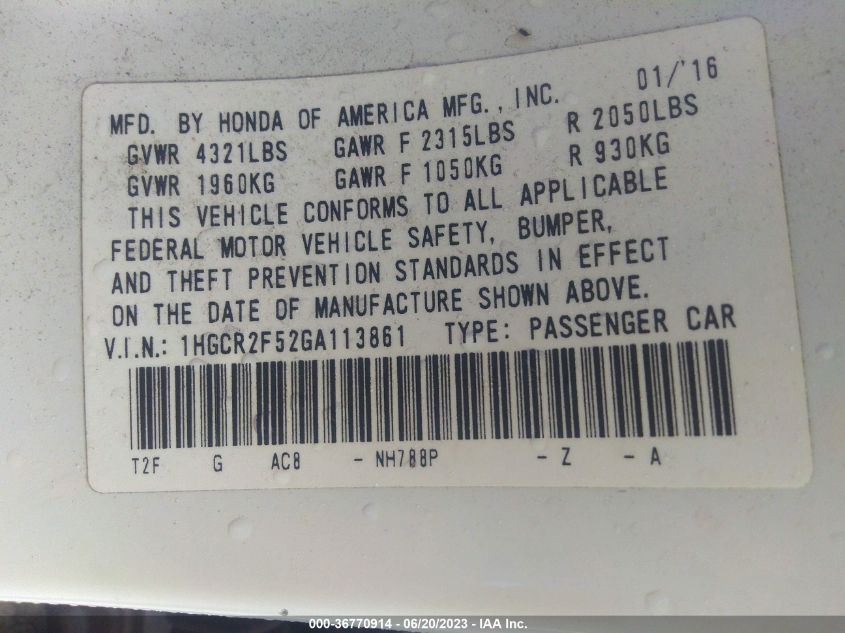 MFD. BY HONDA OF AMERICA MFG., INC. 01/'16
GVWR 4321LBS GAWR F 2315LBS R 2050LBS
GVWR 1960KG GAWR F 1050KG R 930KG
THIS VEHICLE CONFORMS TO ALL APPLICABLE
FEDERAL MOTOR VEHICLE SAFETY, BUMPER,
AND THEFT PREVENTION STANDARDS IN EFFECT
ON THE DATE OF MANUFACTURE SHOWN ABOVE.
V.I.N.: 1HGCR2F52GA113861 TYPE: PASSENGER CAR
T2F G AC8 - NH788P - Z - A
000-36770914 - 06/20/2023 - IAA Inc.